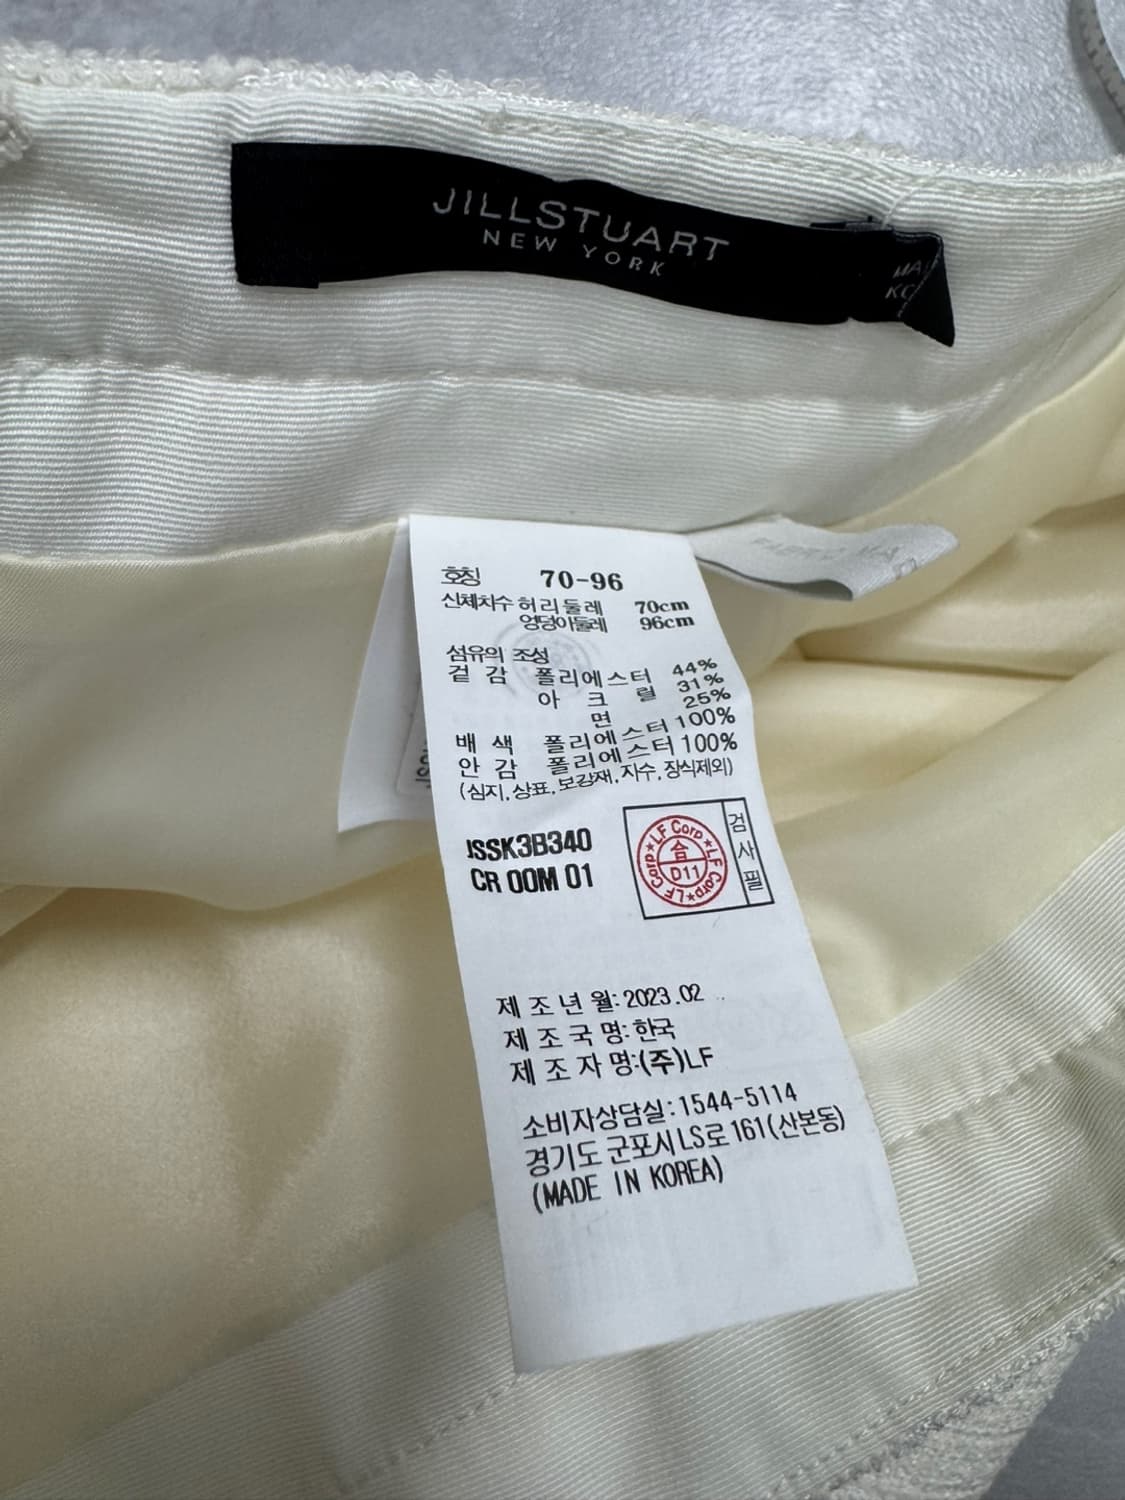 JILLSTUART
NEW YORK
호칭 70-96
신체치수 허리둘레 70cm
엉덩이둘레 96cm
섬유의 조성
겉 감 폴리에스터 44%
아 크 릴 31%
면 25%
배 색 폴리에스터 100%
안 감 폴리에스터 100%
(심지,상표,보강재,자수,장식제외)
JSSK3B340
CR 00M 01
LF Corp★LF Corp★LF Corp★
合
D11
검사필
제 조 년 월: 2023.02
제 조 국 명: 한국
제 조 자 명:(주)LF
소비자상담실:1544-5114
경기도 군포시 LS로 161(산본동)
(MADE IN KOREA)